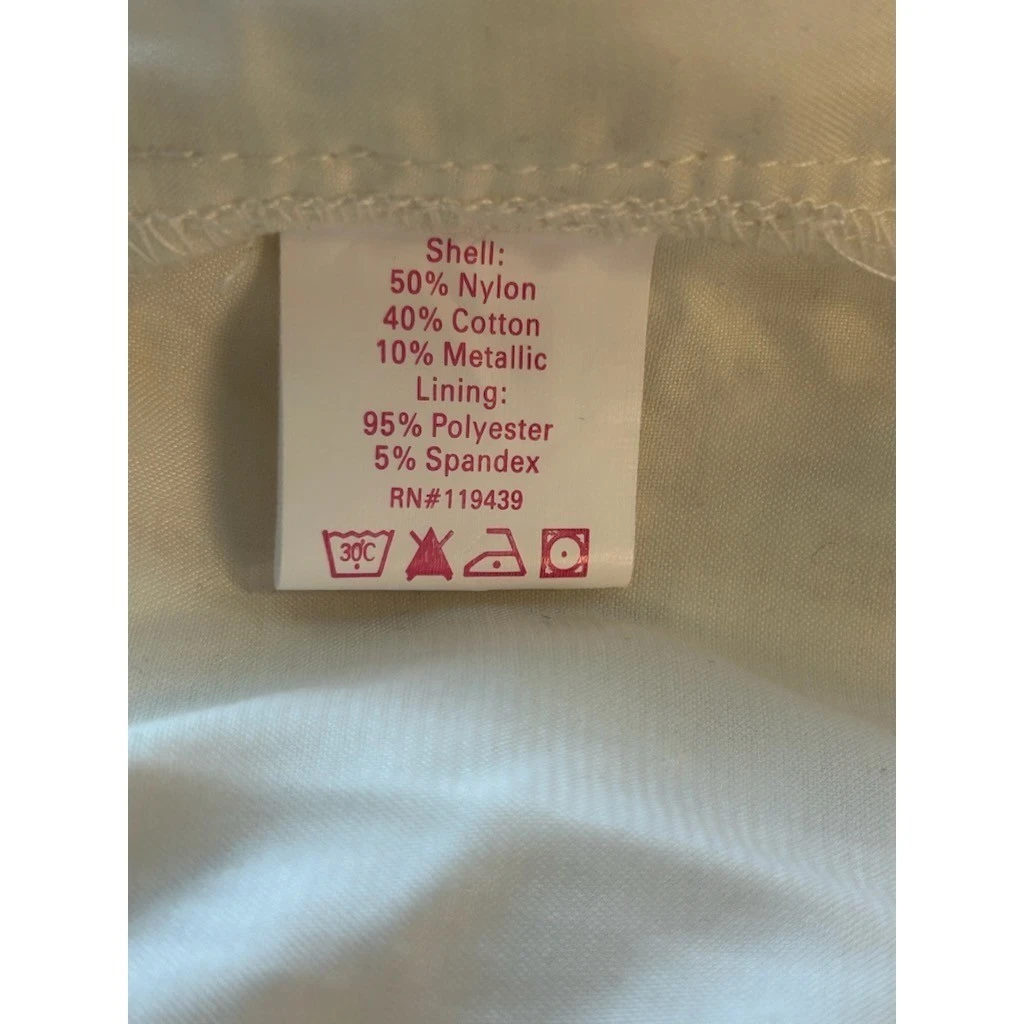 Shell:
50% Nylon
40% Cotton
10% Metallic
Lining:
95% Polyester
5% Spandex
RN#119439
30°C